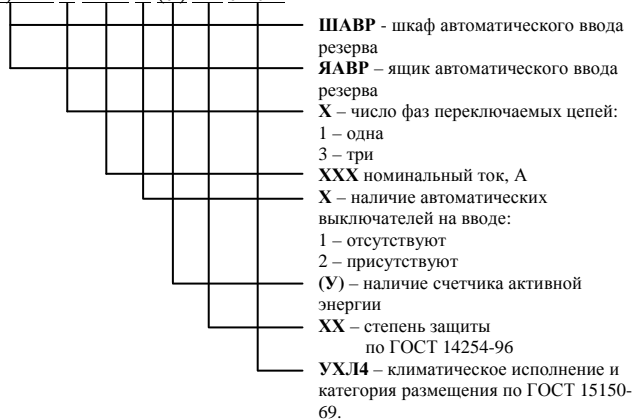 ШАВР - шкаф автоматического ввода
резерва
ЯАВР – ящик автоматического ввода
резерва
Х – число фаз переключаемых цепей:
1 – одна
3 – три
ХХХ номинальный ток, А
Х – наличие автоматических
выключателей на вводе:
1 – отсутствуют
2 – присутствуют
(У) – наличие счетчика активной
энергии
ХХ – степень защиты
по ГОСТ 14254-96
УХЛ4 – климатическое исполнение и
категория размещения по ГОСТ 15150-
69.